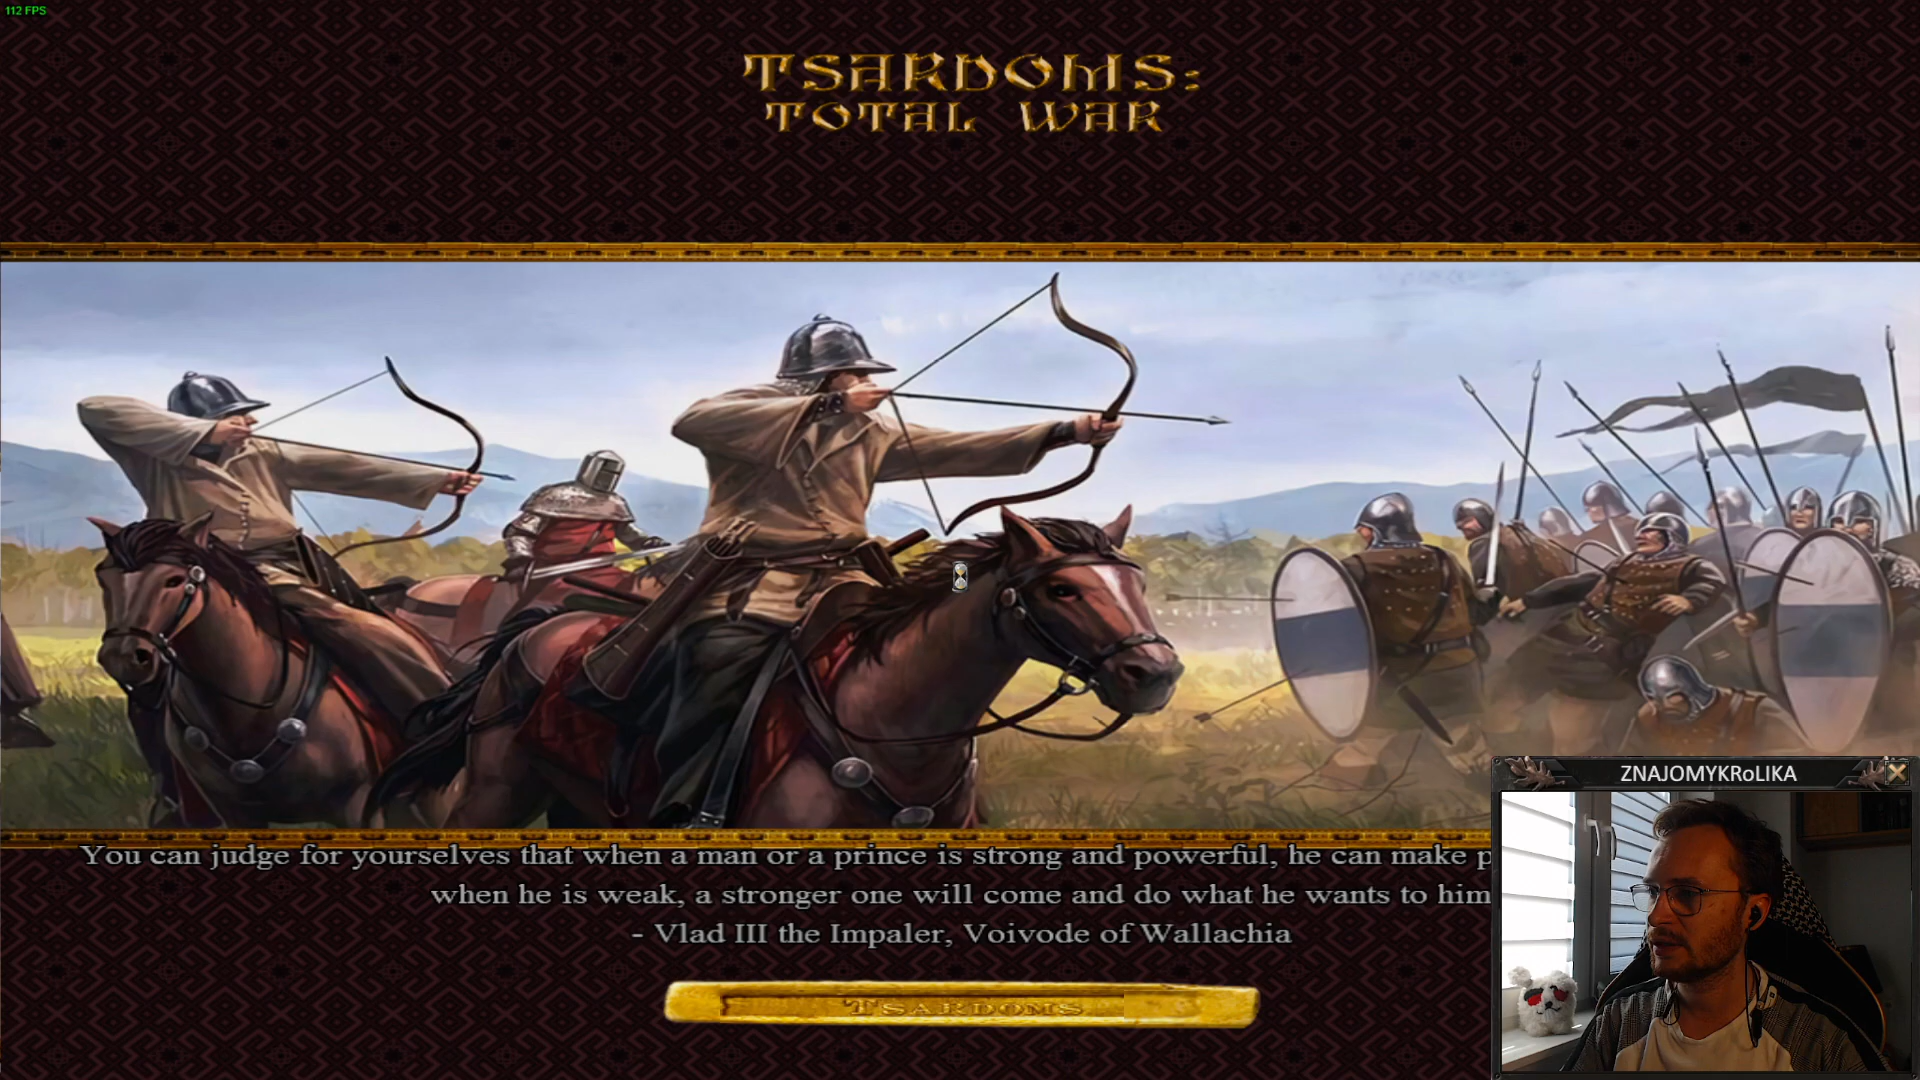 112 FPS
TSARDOMS:
TOTAL WAR
You can judge for yourselves that when a man or a prince is strong and powerful, he can make
when he is weak, a stronger one will come and do what he wants to him
- Vlad III the Impaler, Voivode of Wallachia
TSARDOMS
ZNAJOMYKRoLIKA